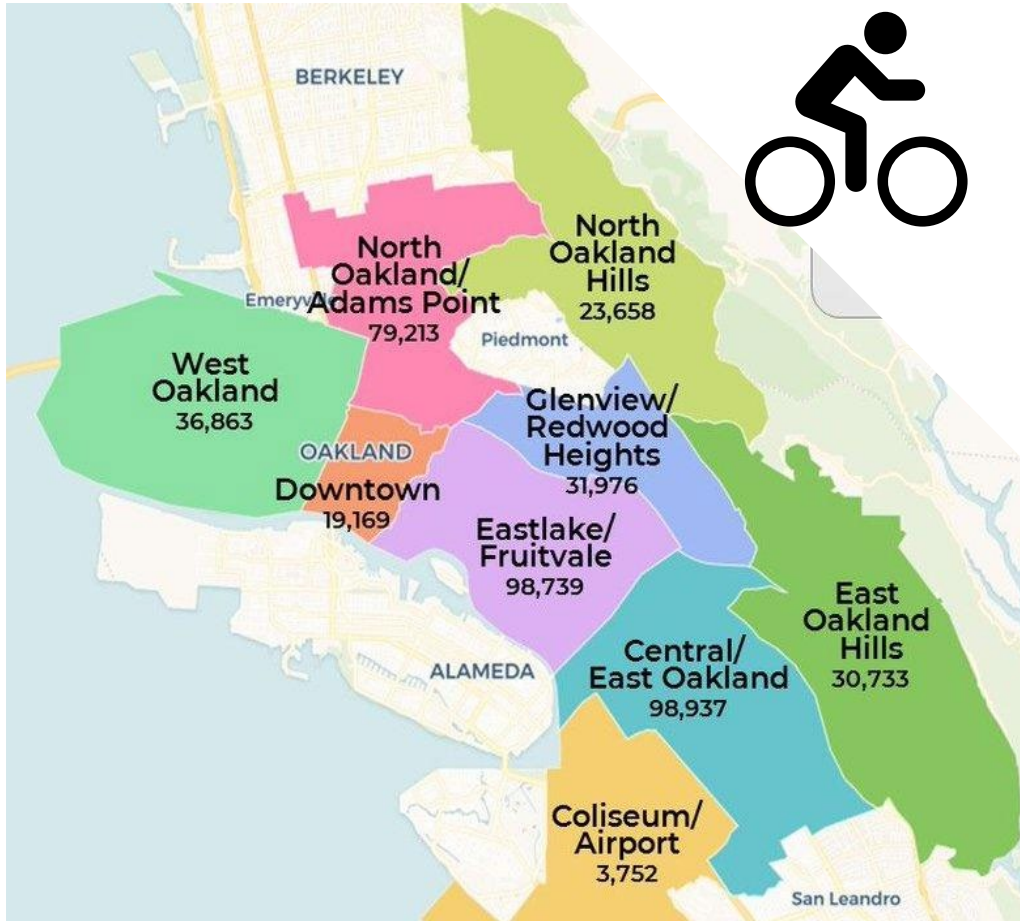 BERKELEY
North
Oakland
Hills
23,658
North
Oakland/
Adams Point
79,213
Emeryville
Piedmont
West
Oakland
36,863
Glenview/
Redwood
Heights
31,976
OAKLAND
Downtown
19,169
Eastlake/
Fruitvale
98,739
East
Oakland
Hills
30,733
Central/
East Oakland
98,937
ALAMEDA
Coliseum/
Airport
3,752
San Leandro